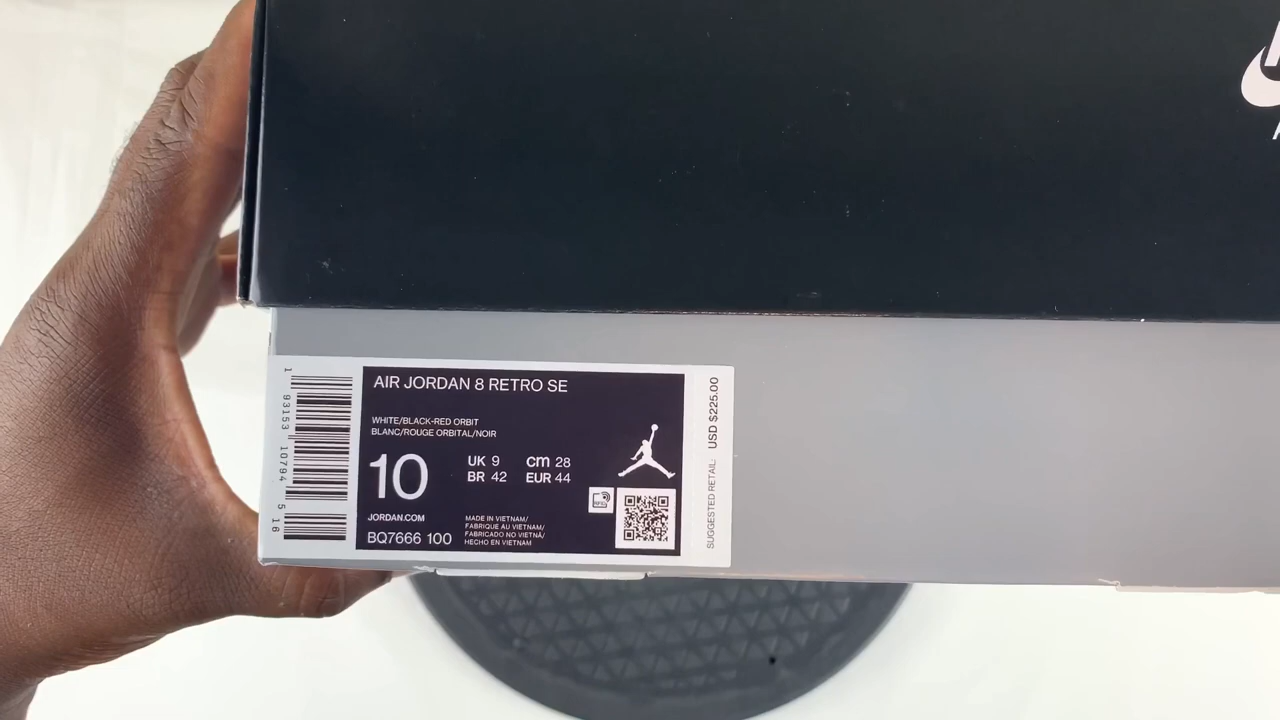 AIR JORDAN 8 RETRO SE
WHITE/BLACK-RED ORBIT
BLANC/ROUGE ORBITAL/NOIR
10
UK 9 cm 28
BR 42 EUR 44
JORDAN.COM
BQ7666 100
MADE IN VIETNAM/
FABRIQUE AU VIETNAM/
FABRICADO NO VIETNÃ/
HECHO EN VIETNAM
RFID
1 93153 10794 5 16
SUGGESTED RETAIL: USD $225.00